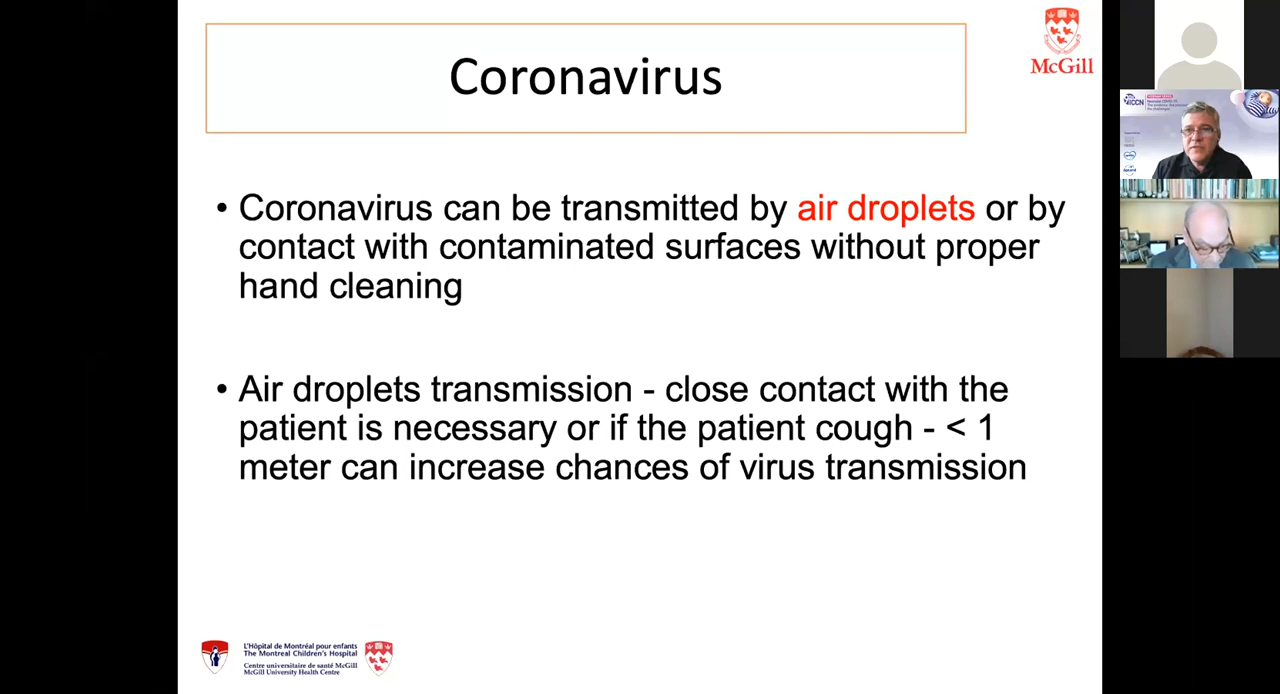 Coronavirus
McGill
• Coronavirus can be transmitted by air droplets or by
contact with contaminated surfaces without proper
hand cleaning
• Air droplets transmission - close contact with the
patient is necessary or if the patient cough - < 1
meter can increase chances of virus transmission
L'Hôpital de Montréal pour enfants
The Montreal Children's Hospital
Centre universitaire de santé McGill
McGill University Health Centre